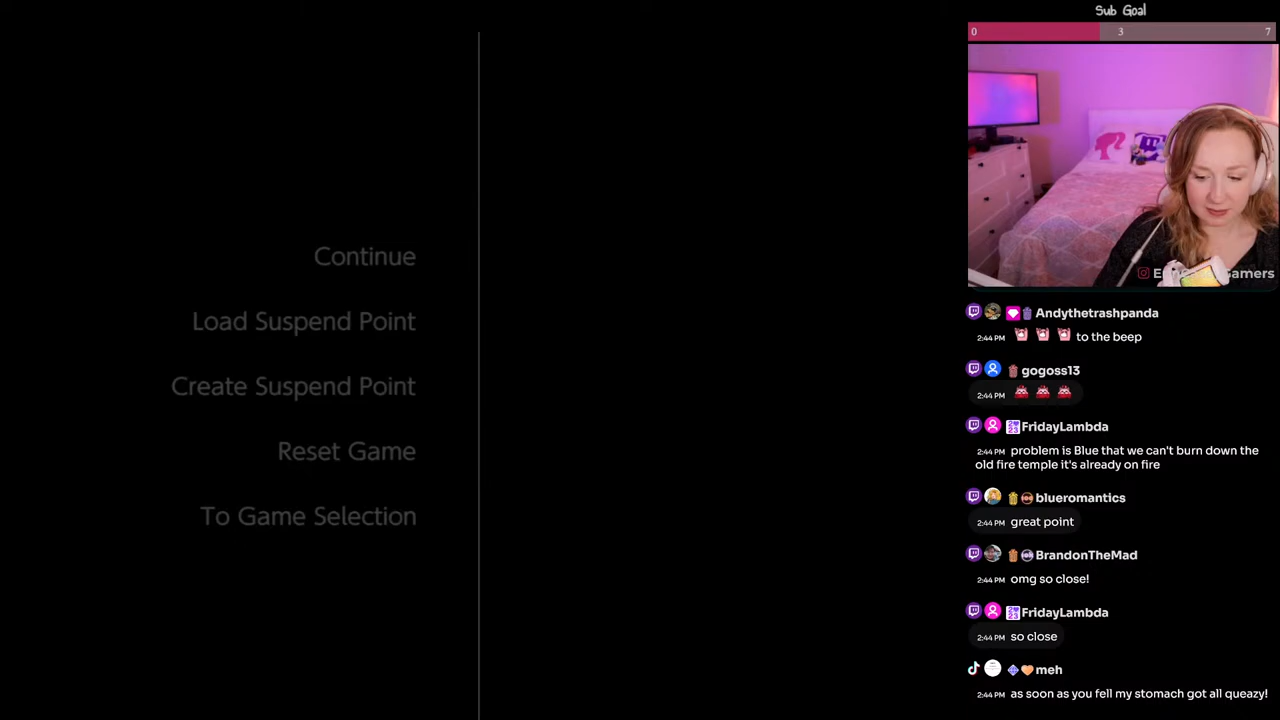 Continue
Load Suspend Point
Create Suspend Point
Reset Game
To Game Selection
Sub Goal
0 3 7
Gamers
Andythetrashpanda
2:44 PM to the beep
gogoss13
2:44 PM
FridayLambda
2:44 PM problem is Blue that we can't burn down the
old fire temple it's already on fire
blueromantics
2:44 PM great point
BrandonTheMad
2:44 PM omg so close!
FridayLambda
2:44 PM so close
meh
2:44 PM as soon as you fell my stomach got all queazy!